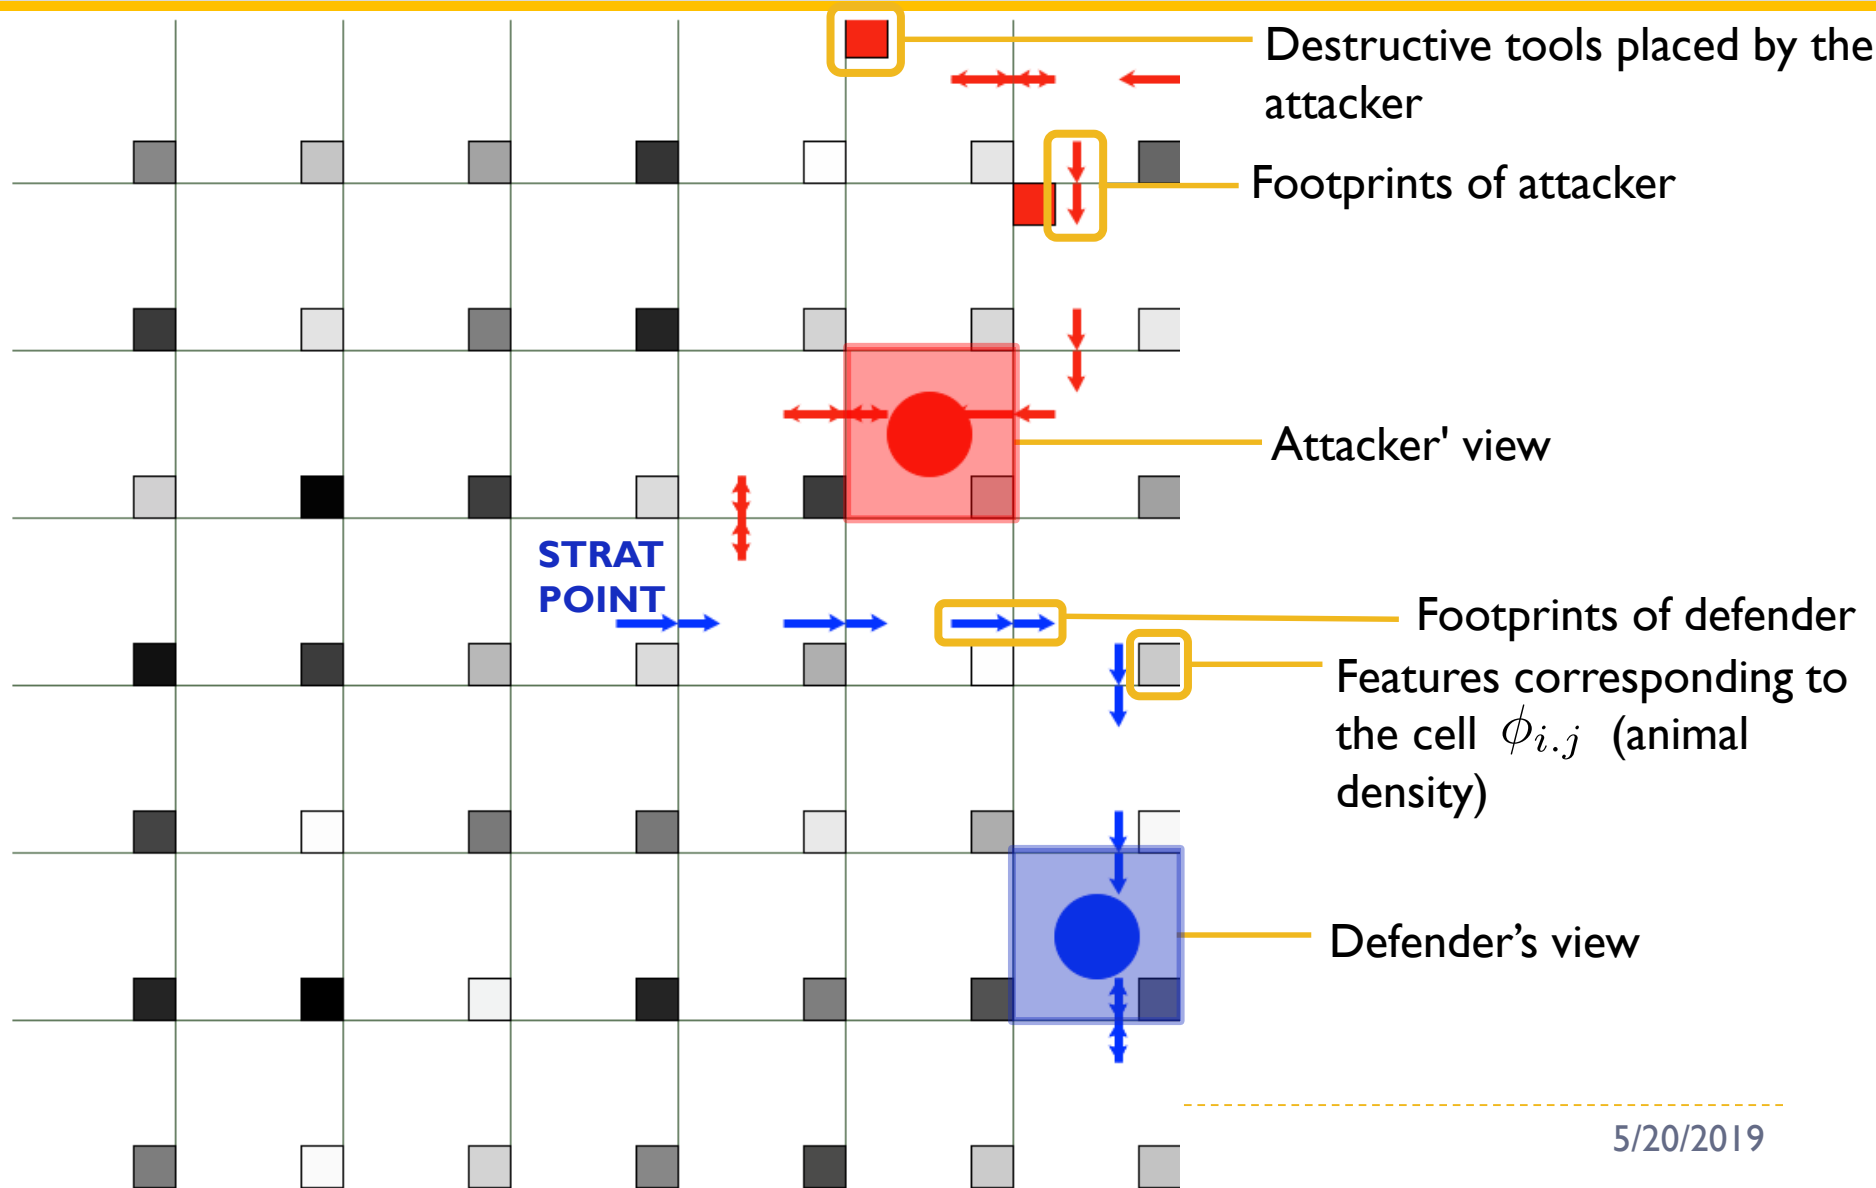 Destructive tools placed by the
attacker
Footprints of attacker
Attacker' view
STRAT
POINT
Footprints of defender
Features corresponding to
the cell ϕi.j (animal
density)
Defender’s view
5/20/2019